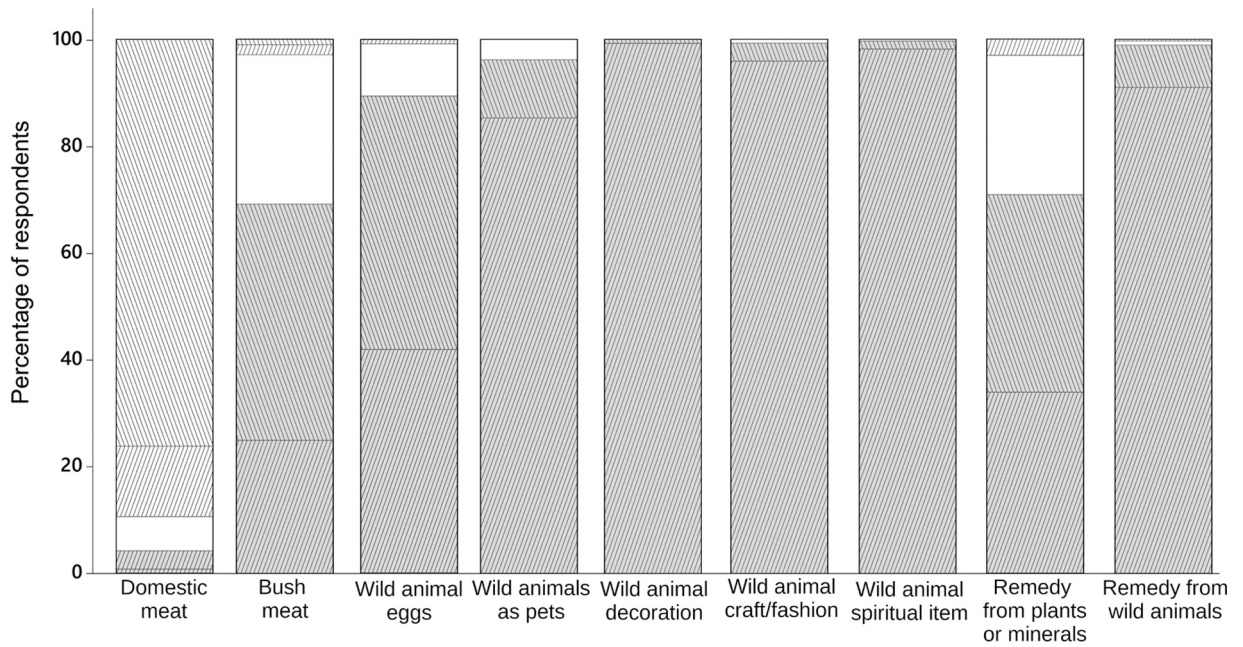 Percentage of respondents
100
80
60
40
20
0
Domestic
meat
Bush
meat
Wild animal
eggs
Wild animals
as pets
Wild animal
decoration
Wild animal
craft/fashion
Wild animal
spiritual item
Remedy
from plants
or minerals
Remedy from
wild animals